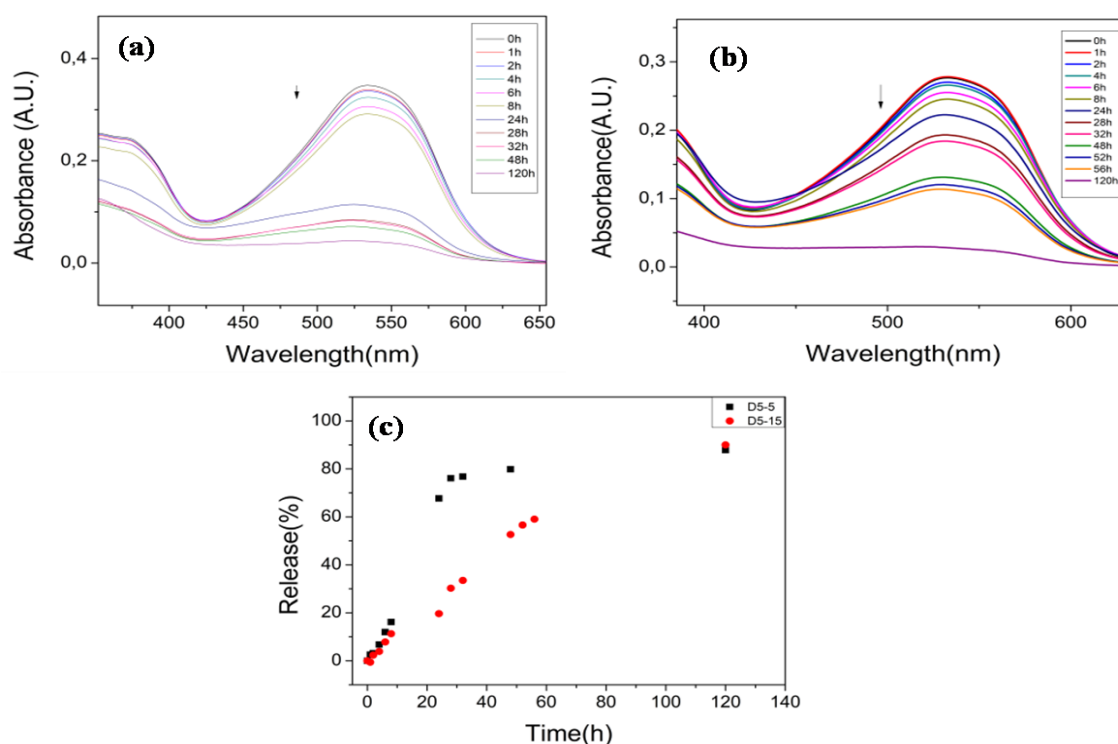 (a)
0h
1h
2h
4h
6h
8h
24h
28h
32h
48h
120h
0,4
0,2
0,0
Absorbance (A.U.)
400 450 500 550 600 650
Wavelength(nm)
(b)
0h
1h
2h
4h
6h
8h
24h
28h
32h
48h
52h
56h
120h
0,3
0,2
0,1
0,0
Absorbance(A.U.)
400 500 600
Wavelength(nm)
(c)
D5-5
D5-15
100
80
60
40
20
0
Release(%)
0 20 40 60 80 100 120 140
Time(h)